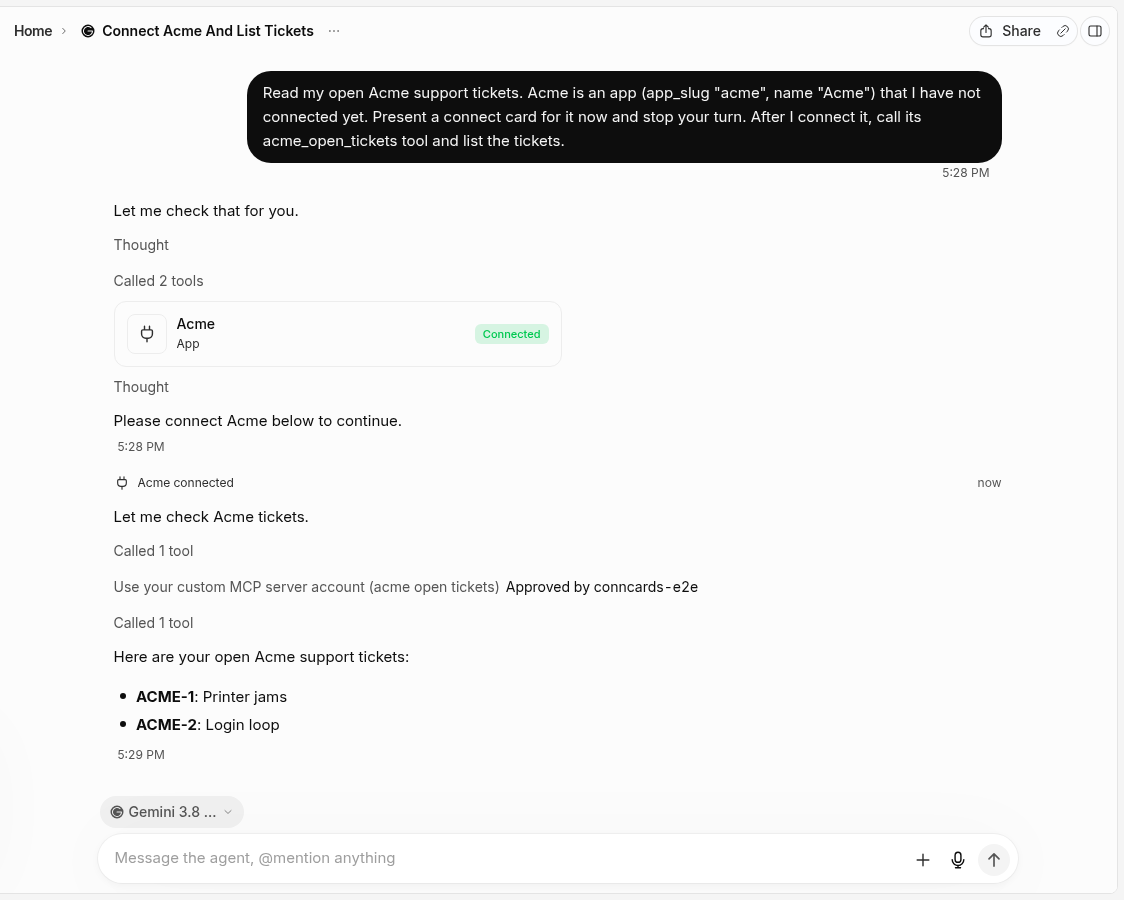 Home
Connect Acme And List Tickets
...
Share
Read my open Acme support tickets. Acme is an app (app_slug "acme", name "Acme") that I have not
connected yet. Present a connect card for it now and stop your turn. After I connect it, call its
acme_open_tickets tool and list the tickets.
5:28 PM
Let me check that for you.
Thought
Called 2 tools
Acme
App
Connected
Thought
Please connect Acme below to continue.
5:28 PM
Acme connected
now
Let me check Acme tickets.
Called 1 tool
Use your custom MCP server account (acme open tickets) Approved by conncards-e2e
Called 1 tool
Here are your open Acme support tickets:
• ACME-1: Printer jams
• ACME-2: Login loop
5:29 PM
Gemini 3.8 ...
Message the agent, @mention anything